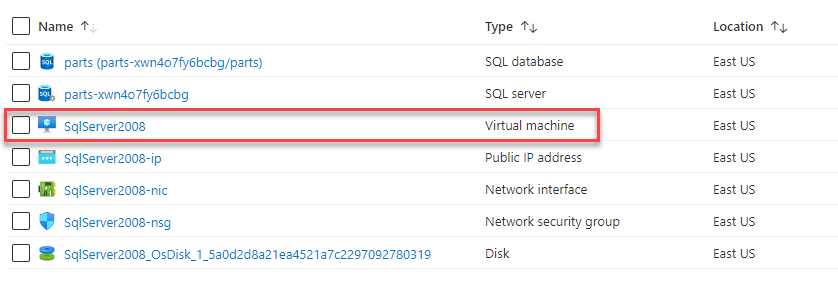 Name ↑↓ Type ↑↓ Location ↑↓
SQL parts (parts-xwn4o7fy6bcbg/parts) SQL database East US
SQL parts-xwn4o7fy6bcbg SQL server East US
SqlServer2008 Virtual machine East US
SqlServer2008-ip Public IP address East US
SqlServer2008-nic Network interface East US
SqlServer2008-nsg Network security group East US
SqlServer2008_OsDisk_1_5a0d2d8a21ea4521a7c2297092780319 Disk East US